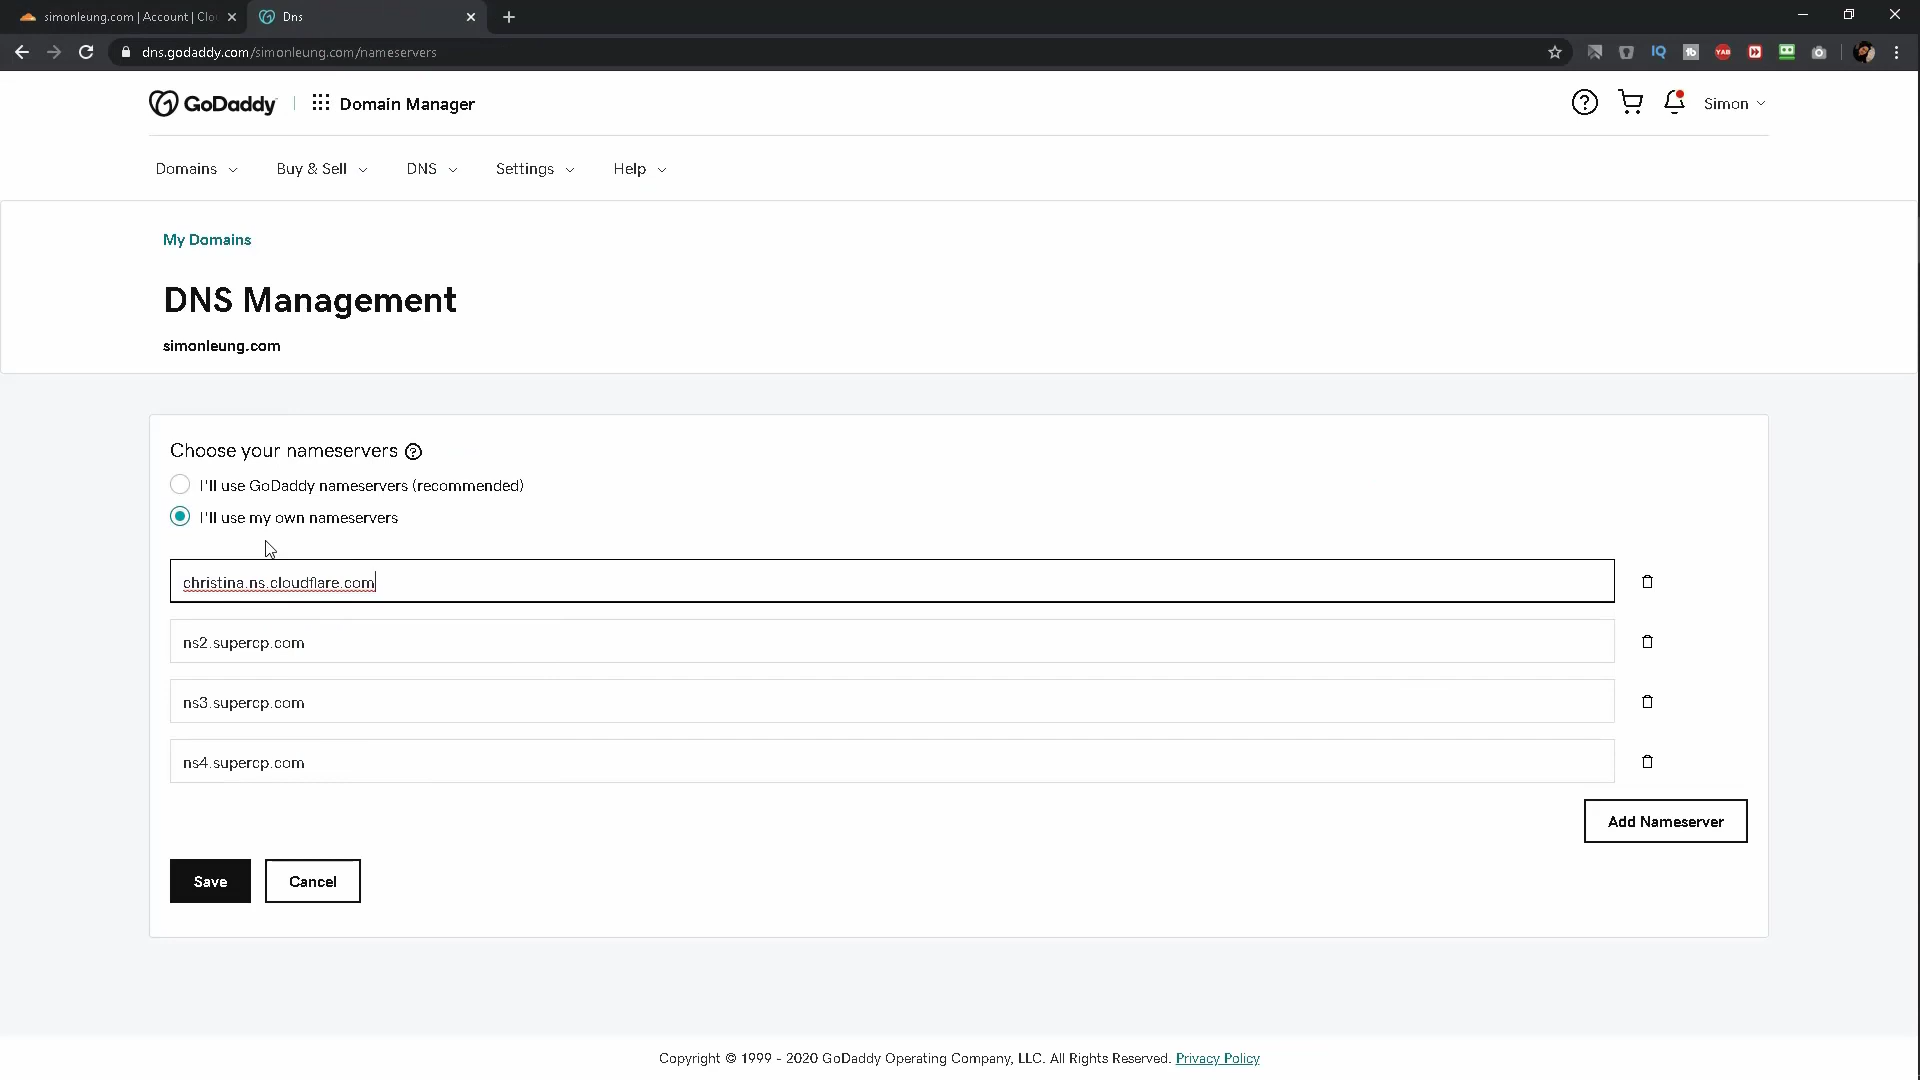 simonleung.com | Account | Clo
Dns
dns.godaddy.com/simonleung.com/nameservers
IQ
tb
YAB
GoDaddy
Domain Manager
Simon
Domains
Buy & Sell
DNS
Settings
Help
My Domains
DNS Management
simonleung.com
Choose your nameservers ?
I'll use GoDaddy nameservers (recommended)
I'll use my own nameservers
christina.ns.cloudflare.com
ns2.supercp.com
ns3.supercp.com
ns4.supercp.com
Add Nameserver
Save
Cancel
Copyright © 1999 - 2020 GoDaddy Operating Company, LLC. All Rights Reserved. Privacy Policy